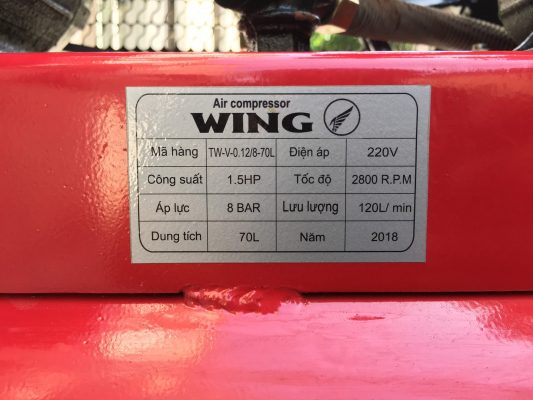 Air compressor
WING
Mã hàng TW-V-0.12/8-70L Điện áp 220V
Công suất 1.5HP Tốc độ 2800 R.P.M
Áp lực 8 BAR Lưu lượng 120L/ min
Dung tích 70L Năm 2018